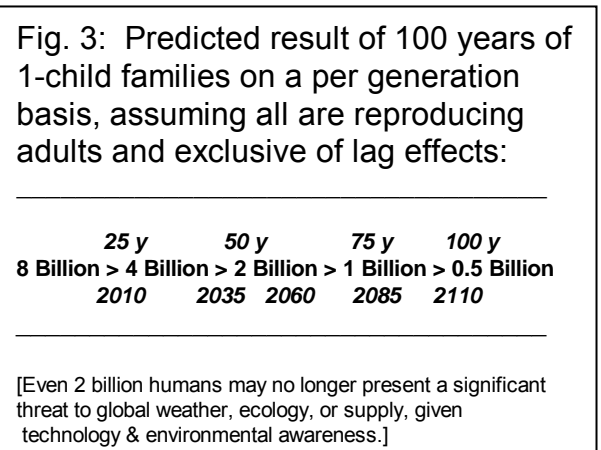 Fig. 3:  Predicted result of 100 years of
1-child families on a per generation
basis, assuming all are reproducing
adults and exclusive of lag effects:
25 y 50 y 75 y 100 y
8 Billion > 4 Billion > 2 Billion > 1 Billion > 0.5 Billion
2010 2035 2060 2085 2110
[Even 2 billion humans may no longer present a significant
threat to global weather, ecology, or supply, given
technology & environmental awareness.]